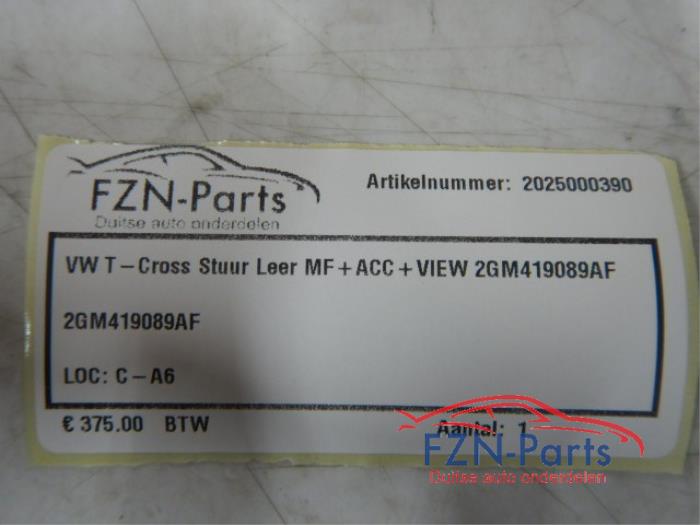 FZN-Parts
Duitse auto onderdelen
Artikelnummer: 2025000390
VW T-Cross Stuur Leer MF+ACC+VIEW 2GM419089AF
2GM419089AF
LOC: C-A6
€ 375.00 BTW
Aantal: 1
FZN-Parts
Duitse auto onderdelen